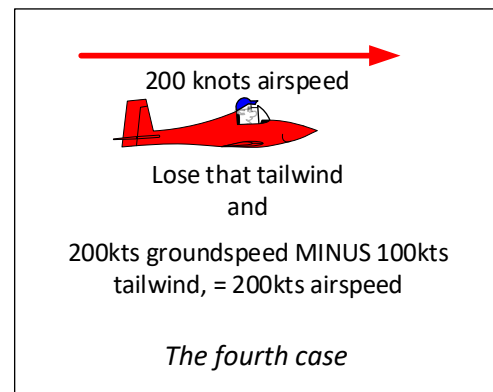 200 knots airspeed
Lose that tailwind
and
200kts groundspeed MINUS 100kts
tailwind, = 200kts airspeed
The fourth case